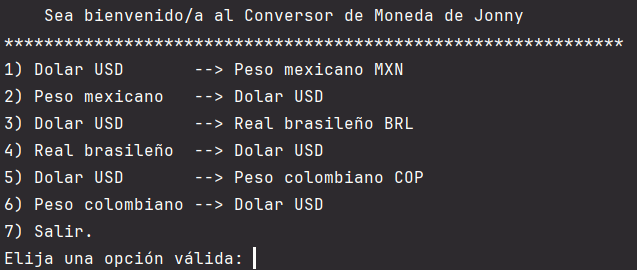 Sea bienvenido/a al Conversor de Moneda de Jonny
**************************************************************
1) Dolar USD       --> Peso mexicano MXN
2) Peso mexicano   --> Dolar USD
3) Dolar USD       --> Real brasileño BRL
4) Real brasileño  --> Dolar USD
5) Dolar USD       --> Peso colombiano COP
6) Peso colombiano --> Dolar USD
7) Salir.
Elija una opción válida: